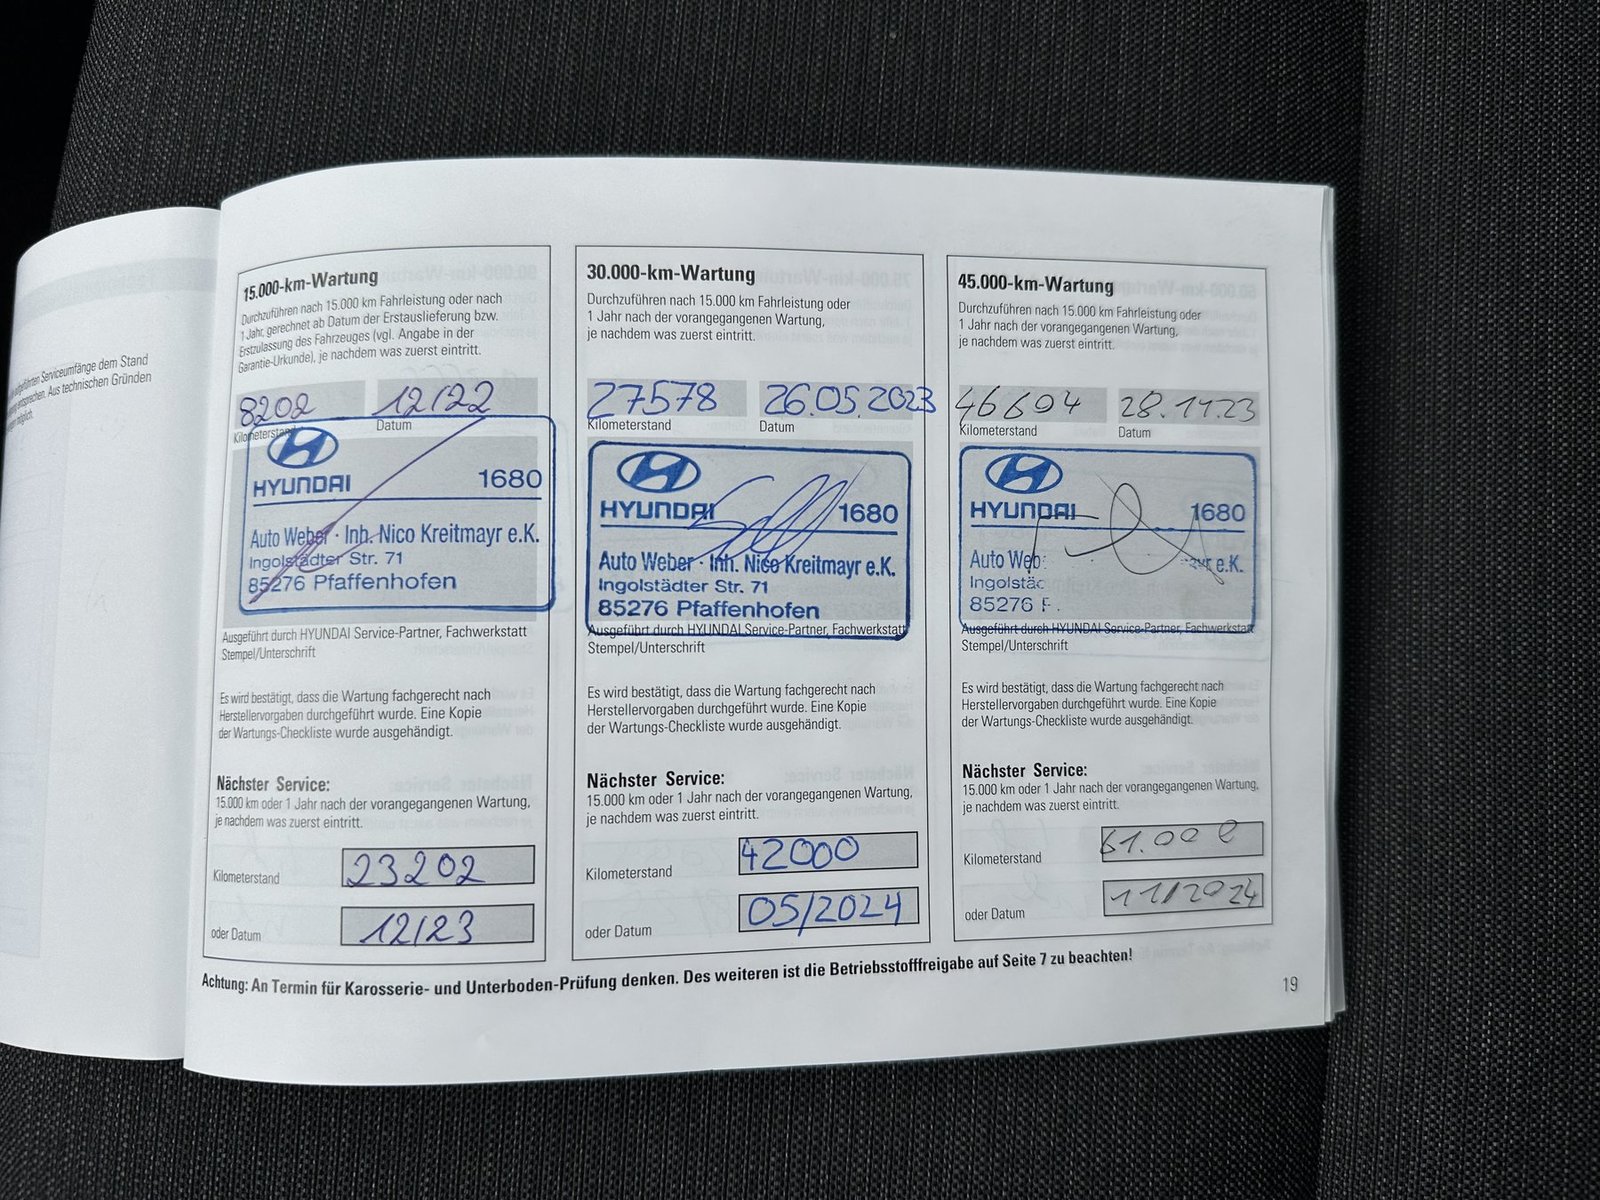 Serviceumfänge dem Stand
entsprechen. Aus technischen Gründen
möglich.
15.000-km-Wartung
Durchzuführen nach 15.000 km Fahrleistung oder nach
1 Jahr, gerechnet ab Datum der Erstauslieferung bzw.
Erstzulassung des Fahrzeuges (vgl. Angabe in der
Garantie-Urkunde), je nachdem was zuerst eintritt.
8202 12/22
Kilometerstand Datum
HYUNDAI 1680
Auto Weber · Inh. Nico Kreitmayr e.K.
Ingolstädter Str. 71
85276 Pfaffenhofen
Ausgeführt durch HYUNDAI Service-Partner, Fachwerkstatt
Stempel/Unterschrift
Es wird bestätigt, dass die Wartung fachgerecht nach
Herstellervorgaben durchgeführt wurde. Eine Kopie
der Wartungs-Checkliste wurde ausgehändigt.
Nächster Service:
15.000 km oder 1 Jahr nach der vorangegangenen Wartung,
je nachdem was zuerst eintritt.
Kilometerstand 23202
oder Datum 12/23
30.000-km-Wartung
Durchzuführen nach 15.000 km Fahrleistung oder
1 Jahr nach der vorangegangenen Wartung,
je nachdem was zuerst eintritt.
27578 26.05.2023
Kilometerstand Datum
HYUNDAI 1680
Auto Weber · Inh. Nico Kreitmayr e.K.
Ingolstädter Str. 71
85276 Pfaffenhofen
Ausgeführt durch HYUNDAI Service-Partner, Fachwerkstatt
Stempel/Unterschrift
Es wird bestätigt, dass die Wartung fachgerecht nach
Herstellervorgaben durchgeführt wurde. Eine Kopie
der Wartungs-Checkliste wurde ausgehändigt.
Nächster Service:
15.000 km oder 1 Jahr nach der vorangegangenen Wartung,
je nachdem was zuerst eintritt.
Kilometerstand 42000
oder Datum 05/2024
45.000-km-Wartung
Durchzuführen nach 15.000 km Fahrleistung oder
1 Jahr nach der vorangegangenen Wartung,
je nachdem was zuerst eintritt.
46604 28.11.23
Kilometerstand Datum
HYUNDAI 1680
Auto Web ayr e.K.
Ingolstäd
85276 P
Ausgeführt durch HYUNDAI Service-Partner, Fachwerkstatt
Stempel/Unterschrift
Es wird bestätigt, dass die Wartung fachgerecht nach
Herstellervorgaben durchgeführt wurde. Eine Kopie
der Wartungs-Checkliste wurde ausgehändigt.
Nächster Service:
15.000 km oder 1 Jahr nach der vorangegangenen Wartung,
je nachdem was zuerst eintritt.
Kilometerstand 61.000
oder Datum 11/2024
Achtung: An Termin für Karosserie- und Unterboden-Prüfung denken. Des weiteren ist die Betriebsstofffreigabe auf Seite 7 zu beachten!
19